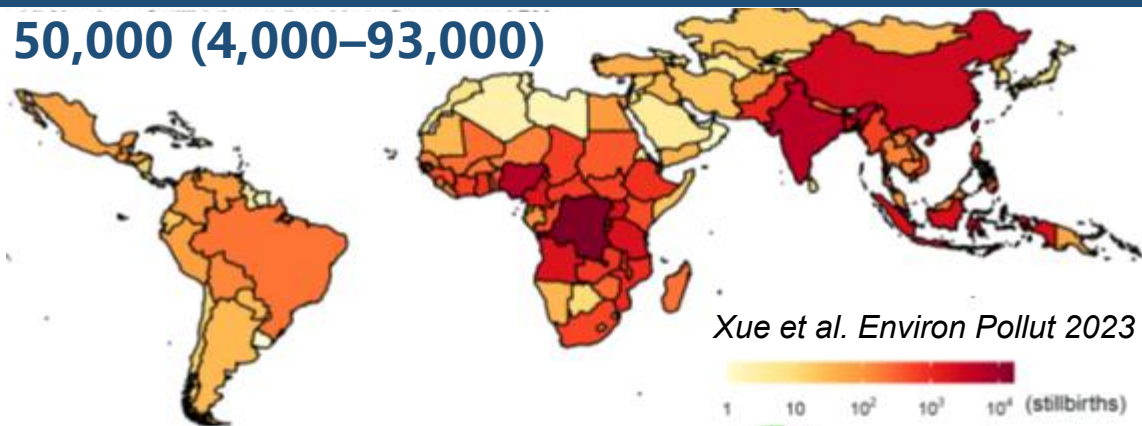 50,000 (4,000–93,000)
Xue et al. Environ Pollut 2023
1 10 10² 10³ 10⁴ (stillbirths)